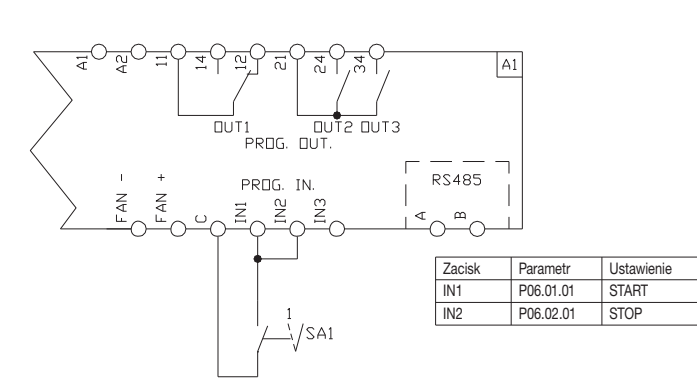 A1 A2 11 14 12 21 24 34 A1
OUT1 OUT2 OUT3
PROG. OUT.
PROG. IN. RS485
FAN - FAN + C IN1 IN2 IN3 A B
Zacisk Parametr Ustawienie
IN1 P06.01.01 START
IN2 P06.02.01 STOP
1
SA1